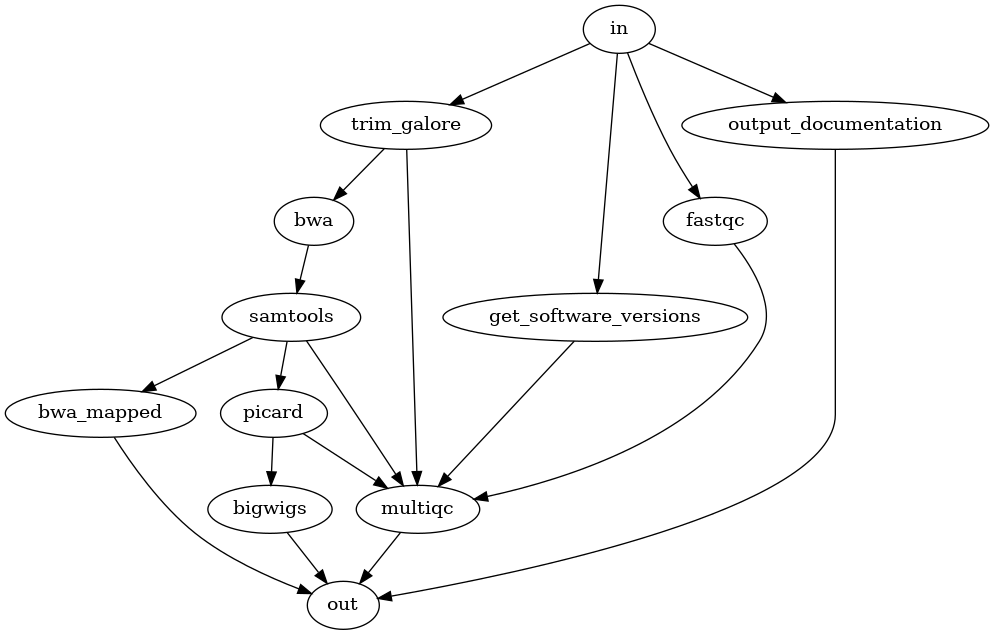 in
trim_galore
output_documentation
bwa
fastqc
samtools
get_software_versions
bwa_mapped
picard
bigwigs
multiqc
out